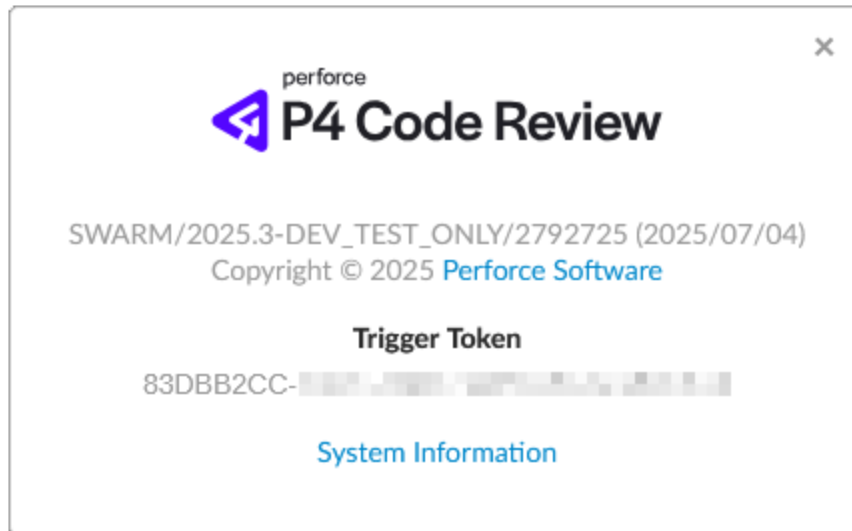 perforce
P4 Code Review
SWARM/2025.3-DEV_TEST_ONLY/2792725 (2025/07/04)
Copyright © 2025 Perforce Software
Trigger Token
83DBB2CC-
System Information